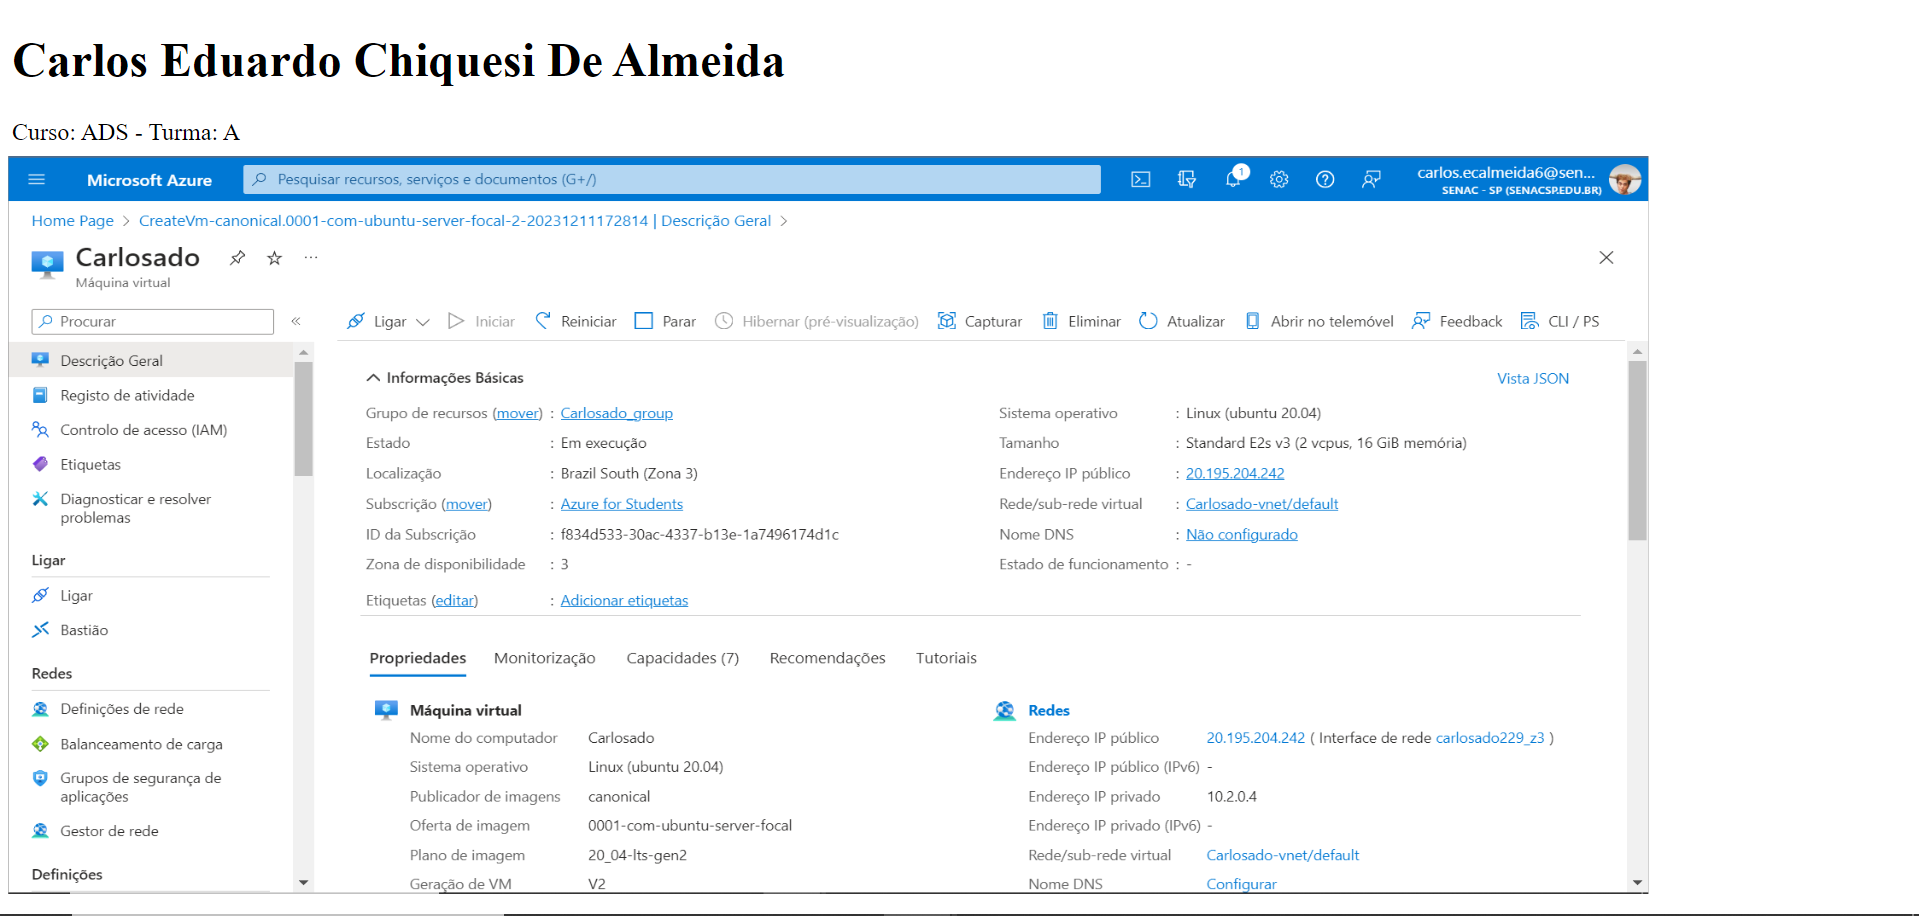 Carlos Eduardo Chiquesi De Almeida
Curso: ADS - Turma: A
Microsoft Azure
Pesquisar recursos, serviços e documentos (G+/)
1
carlos.ecalmeida6@sen...
SENAC - SP (SENACSP.EDU.BR)
Home Page > CreateVm-canonical.0001-com-ubuntu-server-focal-2-20231211172814 | Descrição Geral >
Carlosado
Máquina virtual
Procurar
Ligar Iniciar Reiniciar Parar Hibernar (pré-visualização) Capturar Eliminar Atualizar Abrir no telemóvel Feedback CLI / PS
Descrição Geral
Registo de atividade
Controlo de acesso (IAM)
Etiquetas
Diagnosticar e resolver
problemas
Ligar
Ligar
Bastião
Redes
Definições de rede
Balanceamento de carga
Grupos de segurança de
aplicações
Gestor de rede
Definições
Informações Básicas
Vista JSON
Grupo de recursos (mover) : Carlosado_group
Estado : Em execução
Localização : Brazil South (Zona 3)
Subscrição (mover) : Azure for Students
ID da Subscrição : f834d533-30ac-4337-b13e-1a7496174d1c
Zona de disponibilidade : 3
Etiquetas (editar) : Adicionar etiquetas
Sistema operativo : Linux (ubuntu 20.04)
Tamanho : Standard E2s v3 (2 vcpus, 16 GiB memória)
Endereço IP público : 20.195.204.242
Rede/sub-rede virtual : Carlosado-vnet/default
Nome DNS : Não configurado
Estado de funcionamento : -
Propriedades Monitorização Capacidades (7) Recomendações Tutoriais
Máquina virtual
Nome do computador Carlosado
Sistema operativo Linux (ubuntu 20.04)
Publicador de imagens canonical
Oferta de imagem 0001-com-ubuntu-server-focal
Plano de imagem 20_04-lts-gen2
Geração de VM V2
Redes
Endereço IP público 20.195.204.242 ( Interface de rede carlosado229_z3 )
Endereço IP público (IPv6) -
Endereço IP privado 10.2.0.4
Endereço IP privado (IPv6) -
Rede/sub-rede virtual Carlosado-vnet/default
Nome DNS Configurar